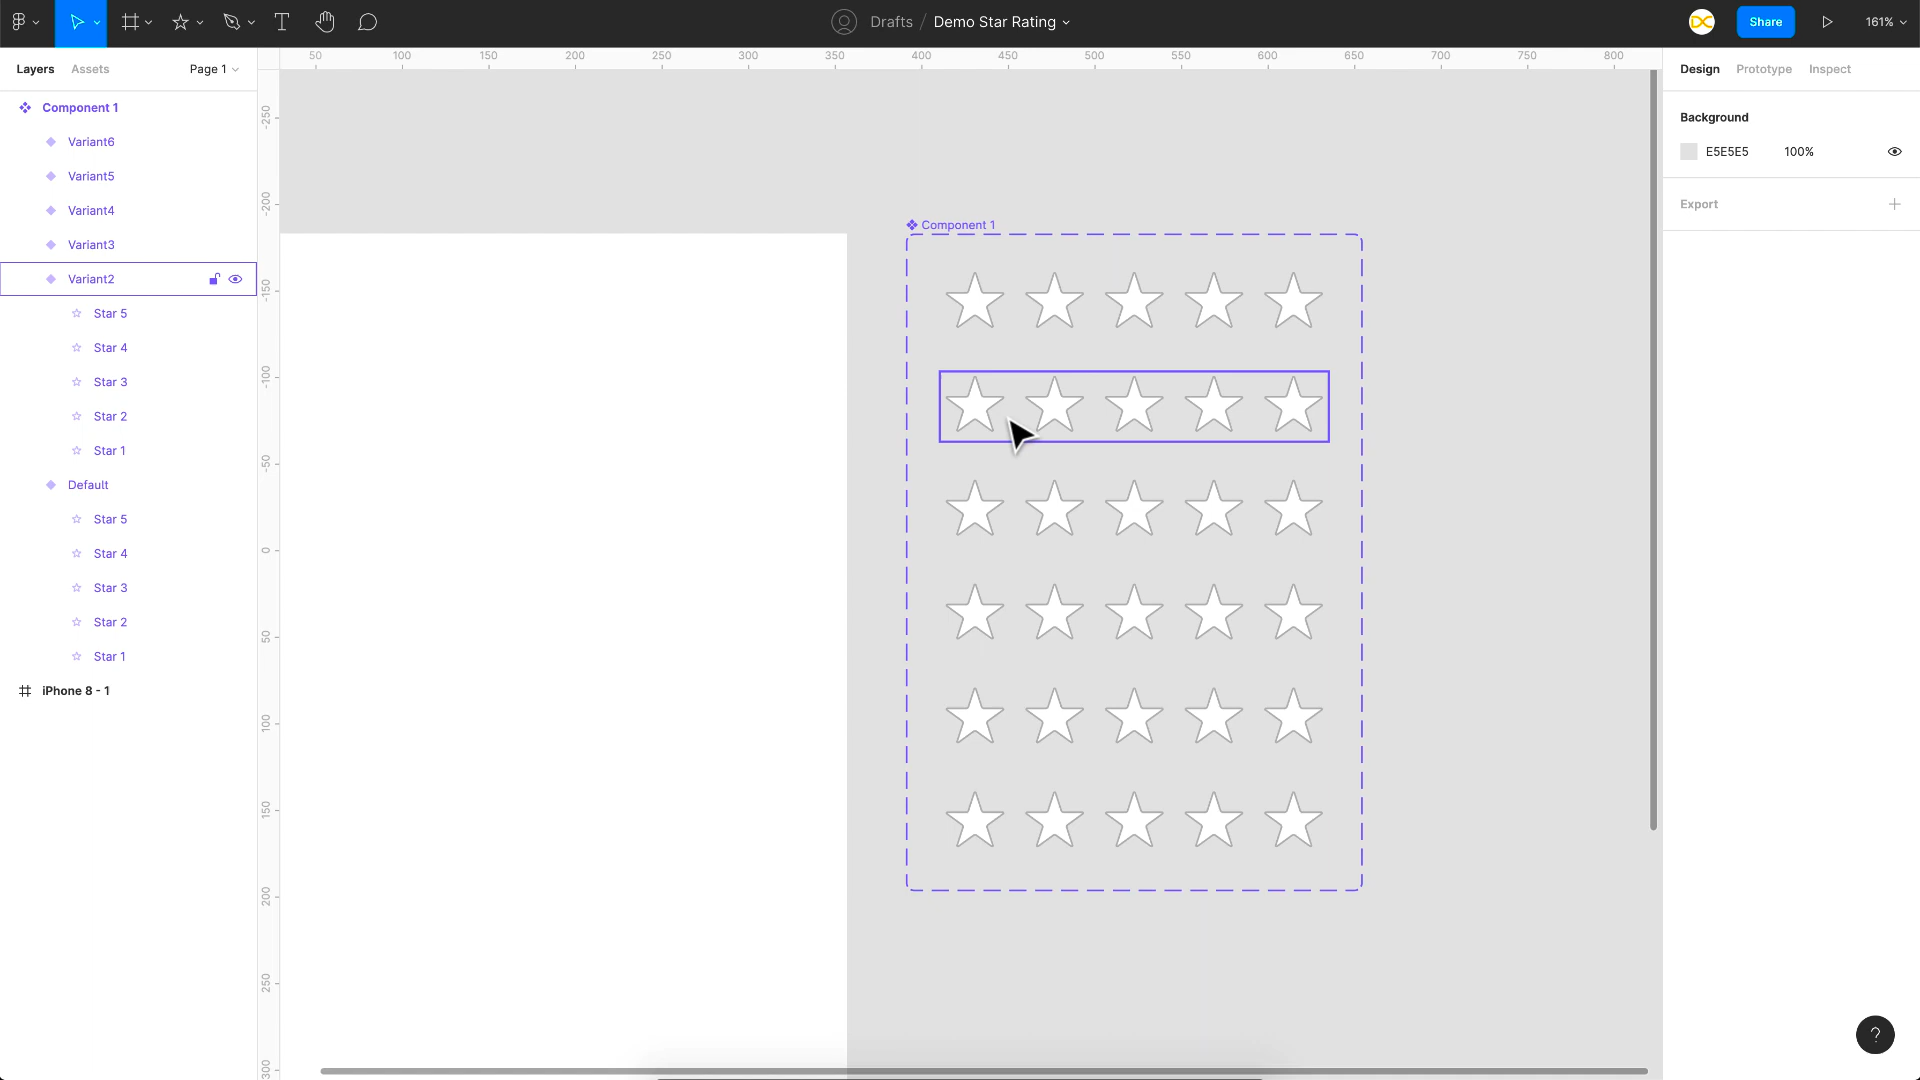 Drafts / Demo Star Rating
Share
161%
Layers
Assets
Page 1
Design
Prototype
Inspect
50 100 150 200 250 300 350 400 450 500 550 600 650 700 750 800
-250
-200
-150
-100
-50
0
50
100
150
200
250
300
Component 1
Variant6
Variant5
Variant4
Variant3
Variant2
Star 5
Star 4
Star 3
Star 2
Star 1
Default
Star 5
Star 4
Star 3
Star 2
Star 1
iPhone 8 - 1
Component 1
Background
E5E5E5 100%
Export
?